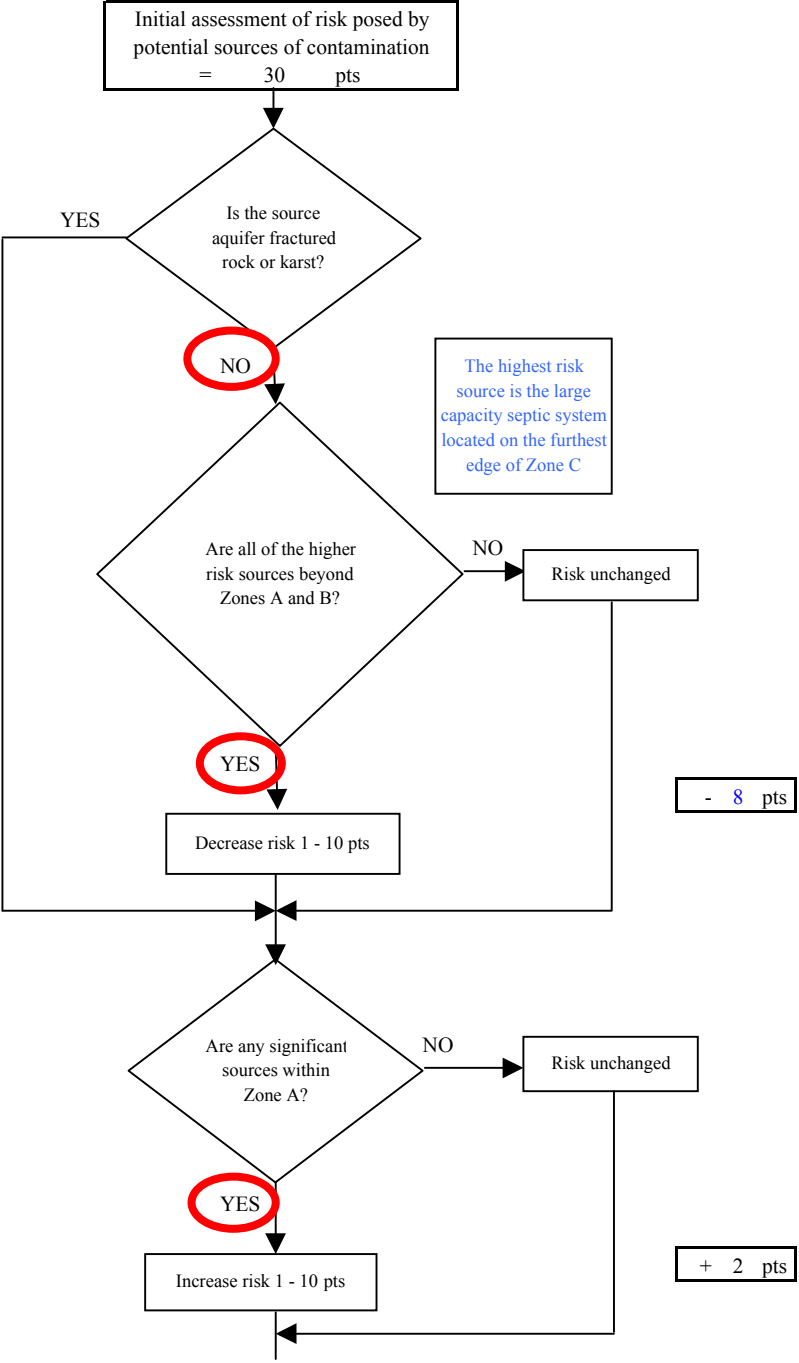 Initial assessment of risk posed by
potential sources of contamination
= 30 pts
YES
Is the source
aquifer fractured
rock or karst?
NO
The highest risk
source is the large
capacity septic system
located on the furthest
edge of Zone C
Are all of the higher
risk sources beyond
Zones A and B?
NO
Risk unchanged
YES
- 8 pts
Decrease risk 1 - 10 pts
Are any significant
sources within
Zone A?
NO
Risk unchanged
YES
+ 2 pts
Increase risk 1 - 10 pts